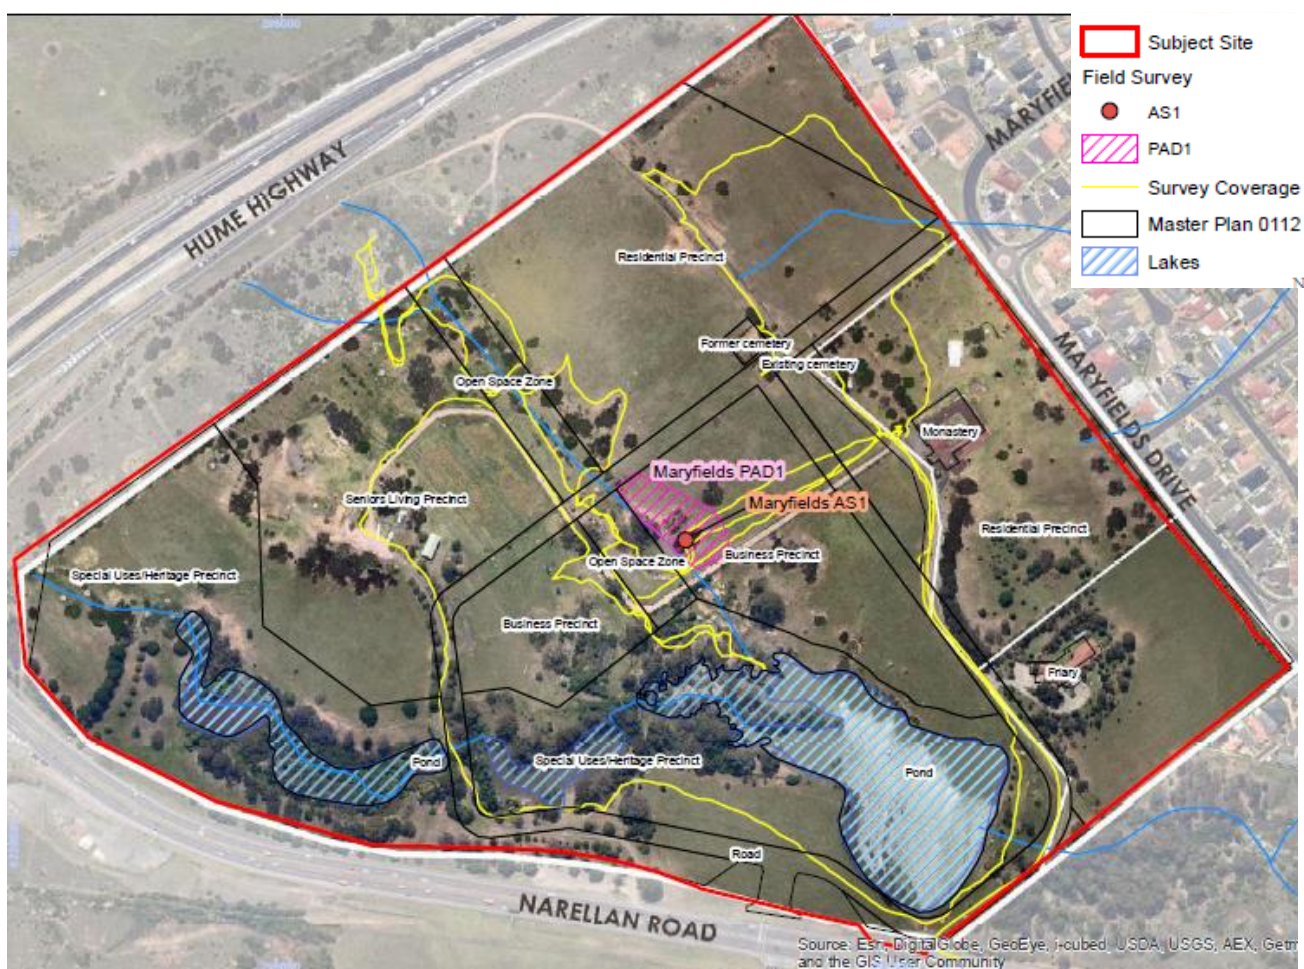 Subject Site
Field Survey
AS1
PAD1
Survey Coverage
Master Plan 0112
Lakes
N
MARYFIE
HUME HIGHWAY
Residential Precinct
Former cemetery
Existing cemetery
Open Space Zone
Monastery
MARYFIELDS DRIVE
Maryfields PAD1
Seniors Living Precinct
Maryfields AS1
Residential Precinct
Business Precinct
Open Space Zone
Special Uses/Heritage Precinct
Business Precinct
Friary
Pond
Special Uses/Heritage Precinct
Pond
Road
NARELLAN ROAD
Source: Esri, DigitalGlobe, GeoEye, i-cubed, USDA, USGS, AEX, Getm
and the GIS User Community